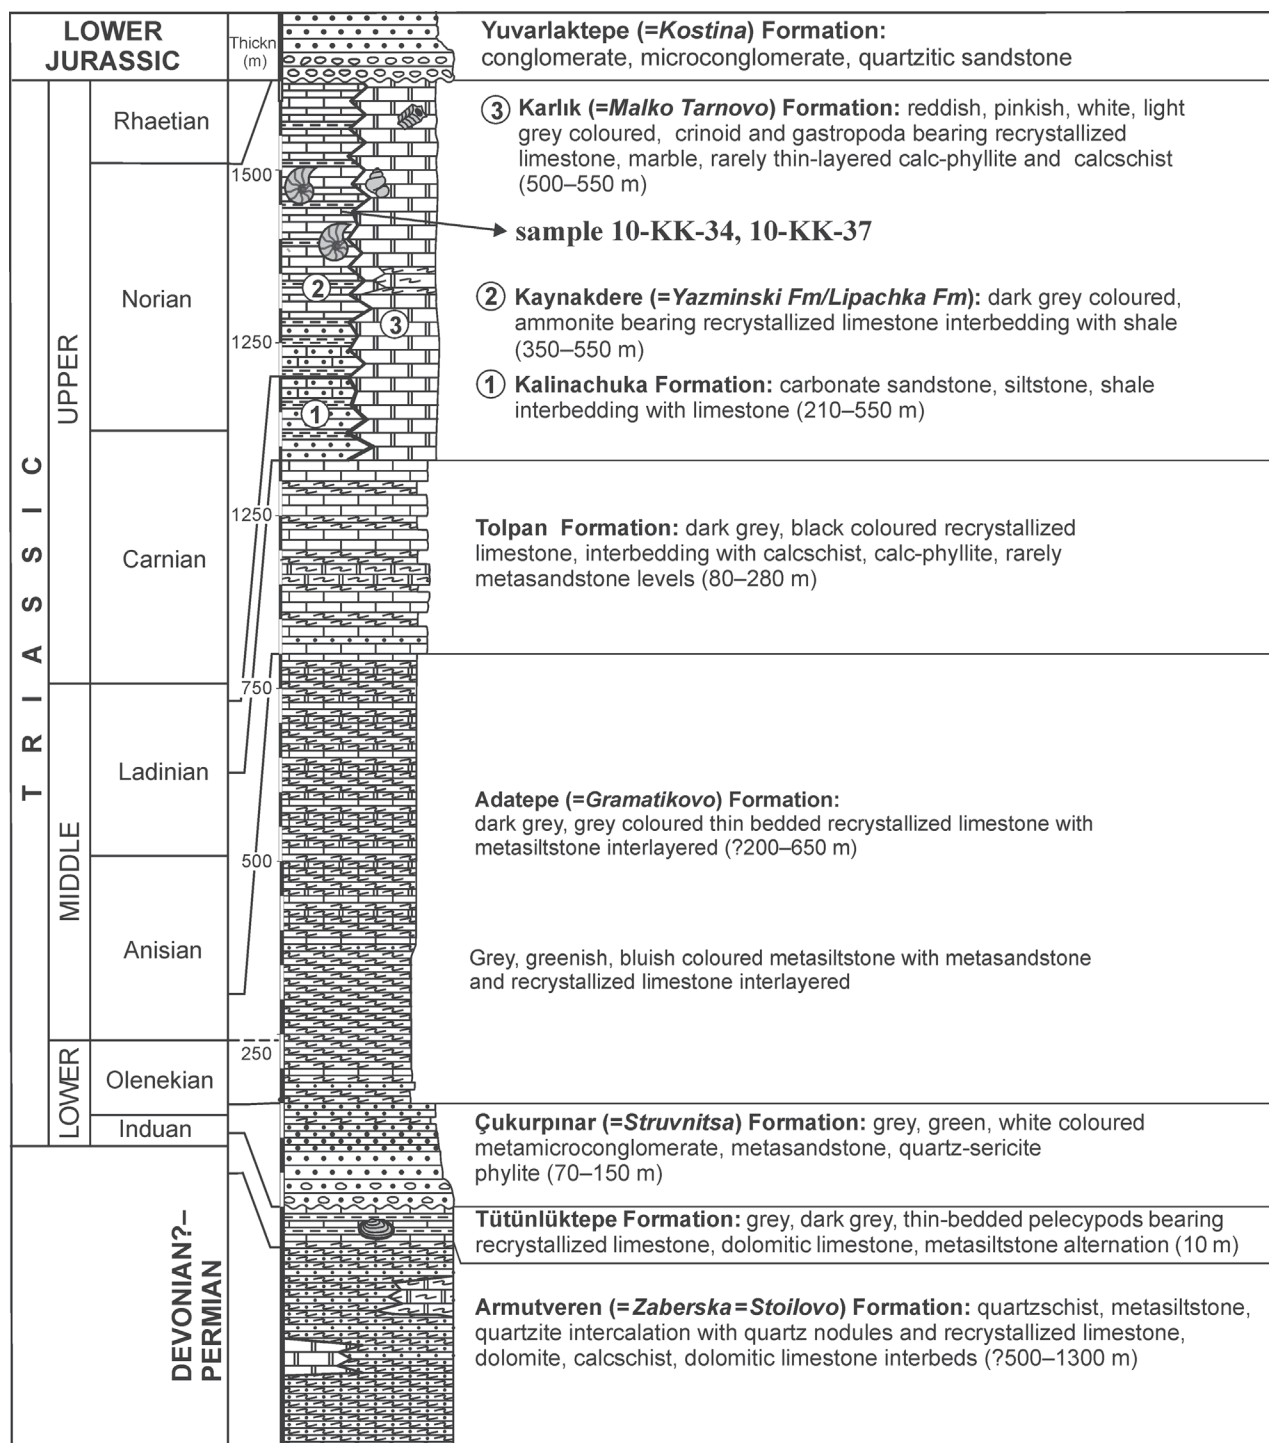 LOWER
JURASSIC
Thickn
(m)
Yuvarlaktepe (=Kostina) Formation:
conglomerate, microconglomerate, quartzitic sandstone
TRIASSIC
UPPER
MIDDLE
LOWER
Rhaetian
Norian
Carnian
Ladinian
Anisian
Olenekian
Induan
DEVONIAN?–
PERMIAN
1500
1250
1250
750
500
250
2
3
1
3 Karlık (=Malko Tarnovo) Formation: reddish, pinkish, white, light
grey coloured, crinoid and gastropoda bearing recrystallized
limestone, marble, rarely thin-layered calc-phyllite and calcschist
(500–550 m)
sample 10-KK-34, 10-KK-37
2 Kaynakdere (=Yazminski Fm/Lipachka Fm): dark grey coloured,
ammonite bearing recrystallized limestone interbedding with shale
(350–550 m)
1 Kalinachuka Formation: carbonate sandstone, siltstone, shale
interbedding with limestone (210–550 m)
Tolpan Formation: dark grey, black coloured recrystallized
limestone, interbedding with calcschist, calc-phyllite, rarely
metasandstone levels (80–280 m)
Adatepe (=Gramatikovo) Formation:
dark grey, grey coloured thin bedded recrystallized limestone with
metasiltstone interlayered (?200–650 m)
Grey, greenish, bluish coloured metasiltstone with metasandstone
and recrystallized limestone interlayered
Çukurpınar (=Struvnitsa) Formation: grey, green, white coloured
metamicroconglomerate, metasandstone, quartz-sericite
phylite (70–150 m)
Tütünlüktepe Formation: grey, dark grey, thin-bedded pelecypods bearing
recrystallized limestone, dolomitic limestone, metasiltstone alternation (10 m)
Armutveren (=Zaberska=Stoilovo) Formation: quartzschist, metasiltstone,
quartzite intercalation with quartz nodules and recrystallized limestone,
dolomite, calcschist, dolomitic limestone interbeds (?500–1300 m)